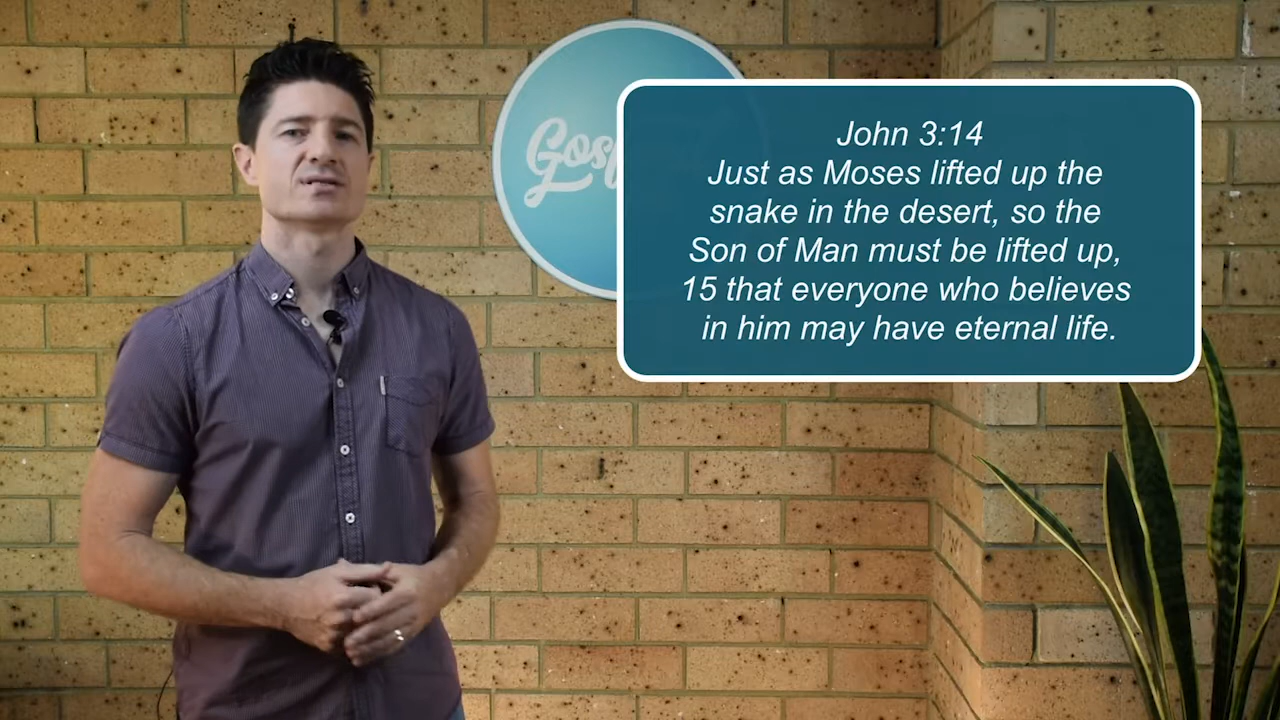 John 3:14
Just as Moses lifted up the
snake in the desert, so the
Son of Man must be lifted up,
15 that everyone who believes
in him may have eternal life.